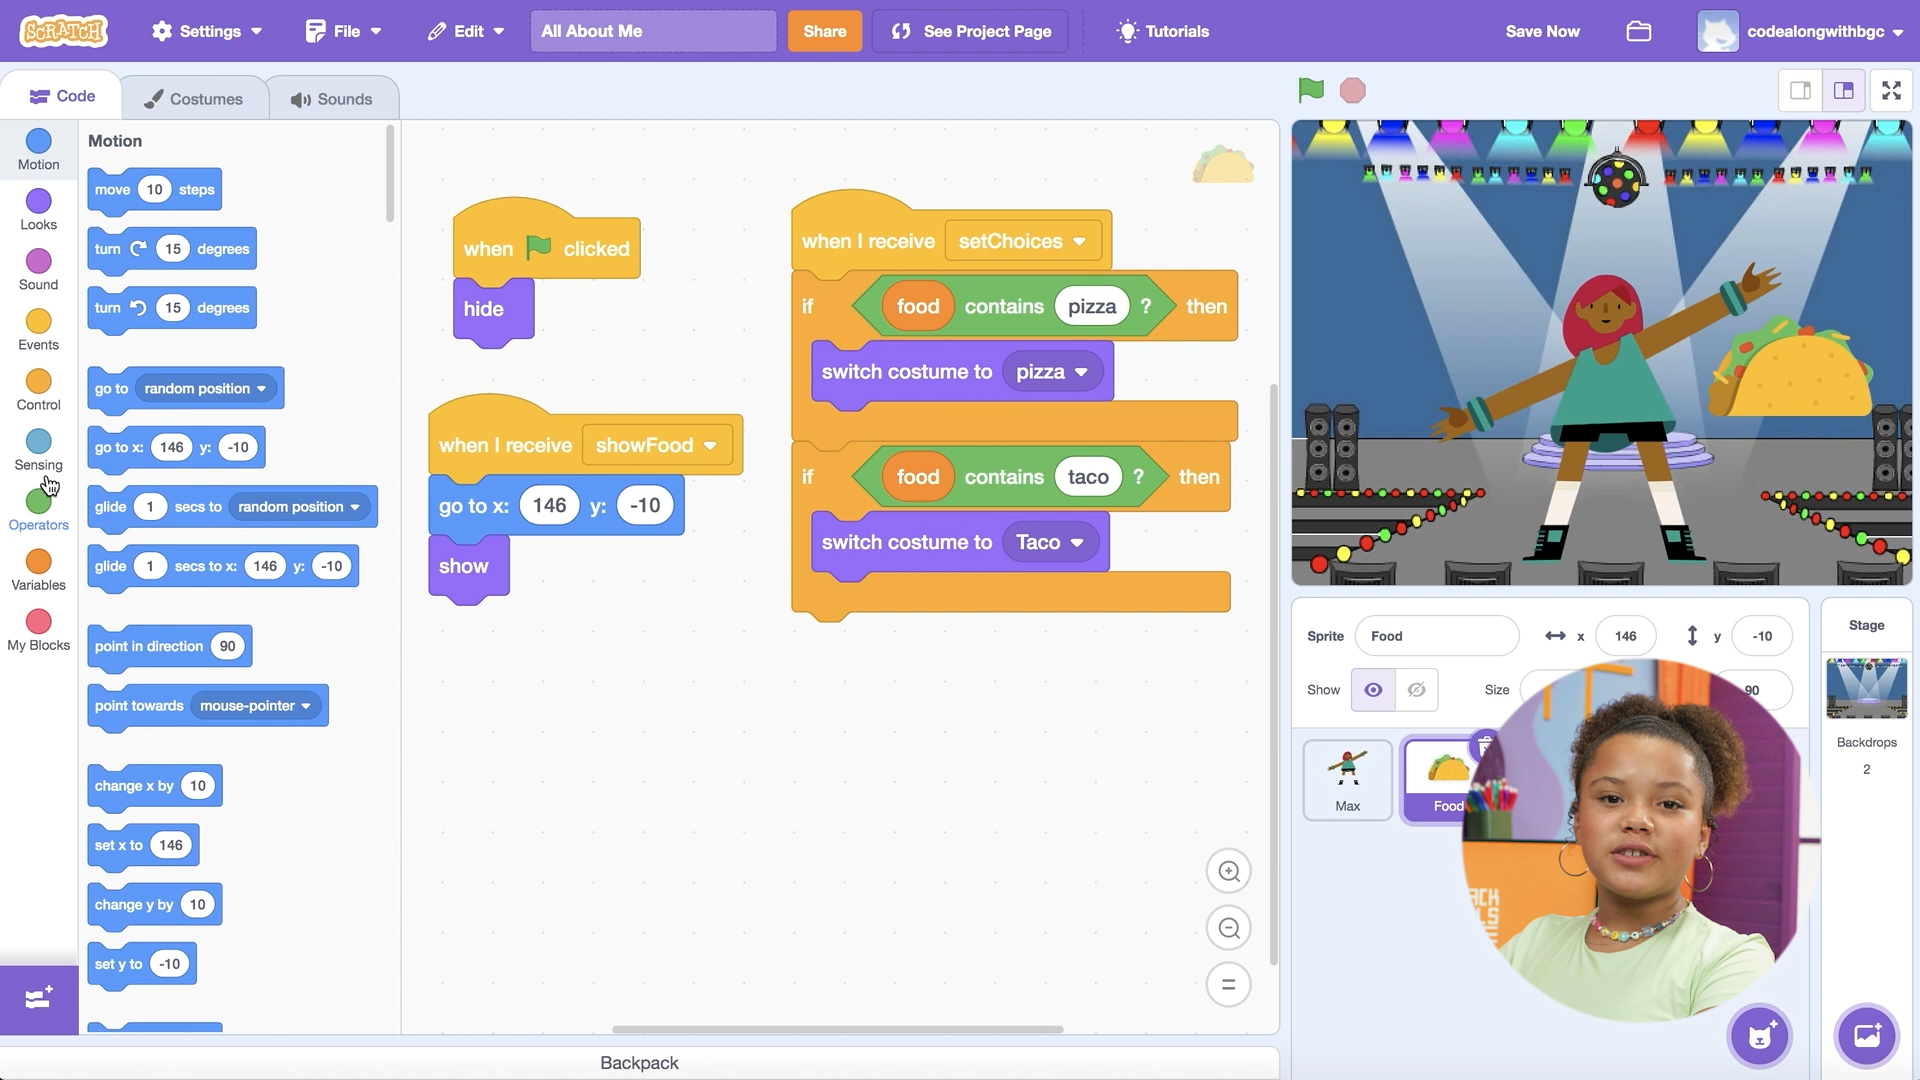 SCRATCH
Settings
File
Edit
All About Me
Share
See Project Page
Tutorials
Save Now
codealongwithbgc
Code
Costumes
Sounds
Motion
Looks
Sound
Events
Control
Sensing
Operators
Variables
My Blocks
Motion
move 10 steps
turn 15 degrees
turn 15 degrees
go to random position
go to x: 146 y: -10
glide 1 secs to random position
glide 1 secs to x: 146 y: -10
point in direction 90
point towards mouse-pointer
change x by 10
set x to 146
change y by 10
set y to -10
when clicked
hide
when I receive showFood
go to x: 146 y: -10
show
when I receive setChoices
if food contains pizza ? then
switch costume to pizza
if food contains taco ? then
switch costume to Taco
Backpack
Sprite Food x 146 y -10
Show Size 90
Max
Food
Stage
Backdrops
2